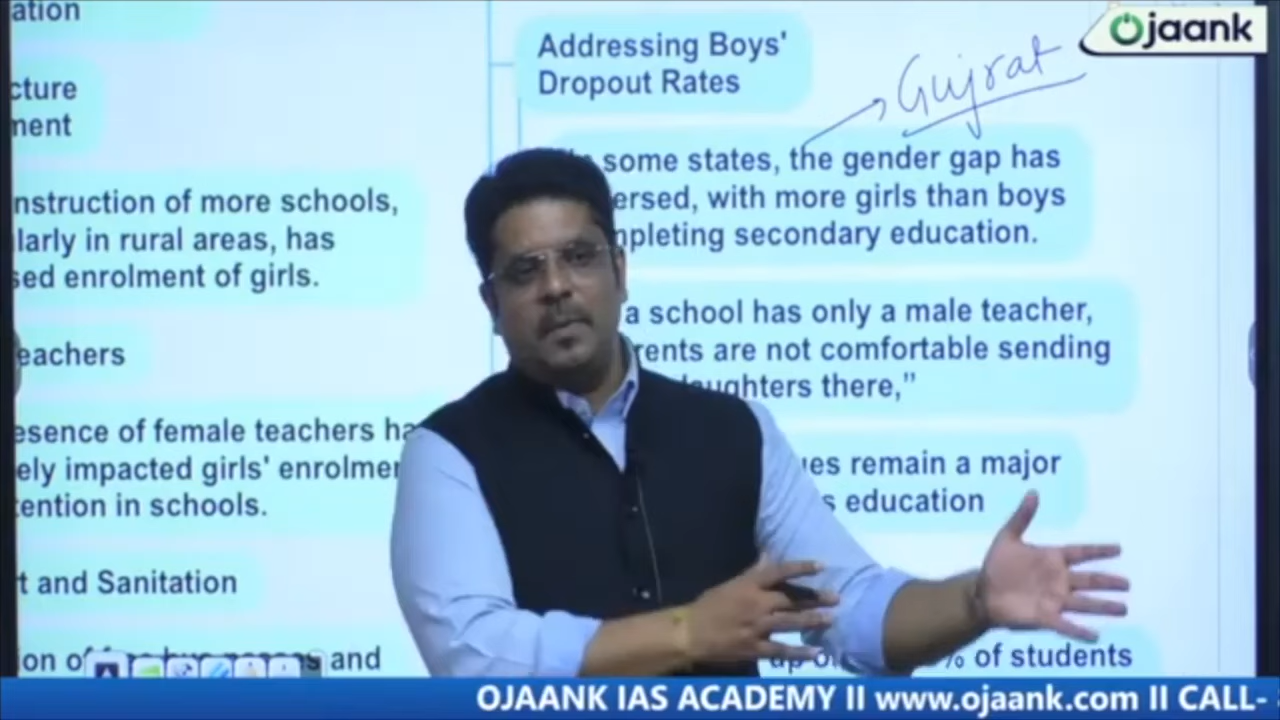 ation
cture
ment
nstruction of more schools,
larly in rural areas, has
sed enrolment of girls.
eachers
esence of female teachers ha
ely impacted girls' enrolmen
tention in schools.
t and Sanitation
and
Ojaank
Addressing Boys'
Dropout Rates
Gujrat
some states, the gender gap has
ersed, with more girls than boys
mpleting secondary education.
a school has only a male teacher,
rents are not comfortable sending
daughters there,”
ues remain a major
s education
% of students
OJAANK IAS ACADEMY II www.ojaank.com II CALL-